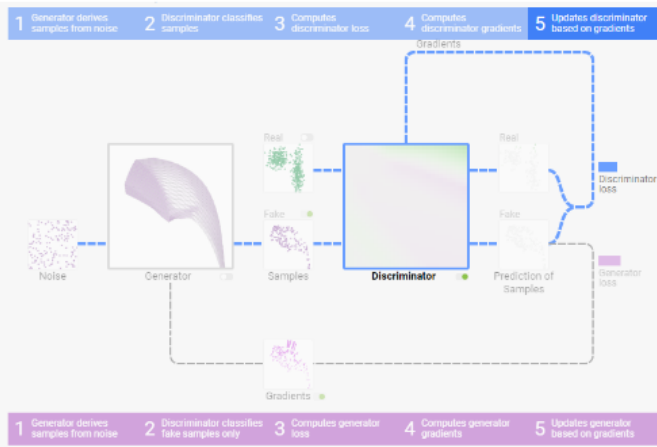 1 Generator derives samples from noise
2 Discriminator classifies samples
3 Computes discriminator loss
4 Computes discriminator gradients
5 Updates discriminator based on gradients
Gradients
Real
Real
Discriminator
loss
Fake
Fake
Noise
Generator
Samples
Discriminator
Prediction of
Samples
Generator
loss
Gradients
1 Generator derives samples from noise
2 Discriminator classifies fake samples only
3 Computes generator loss
4 Computes generator gradients
5 Updates generator based on gradients